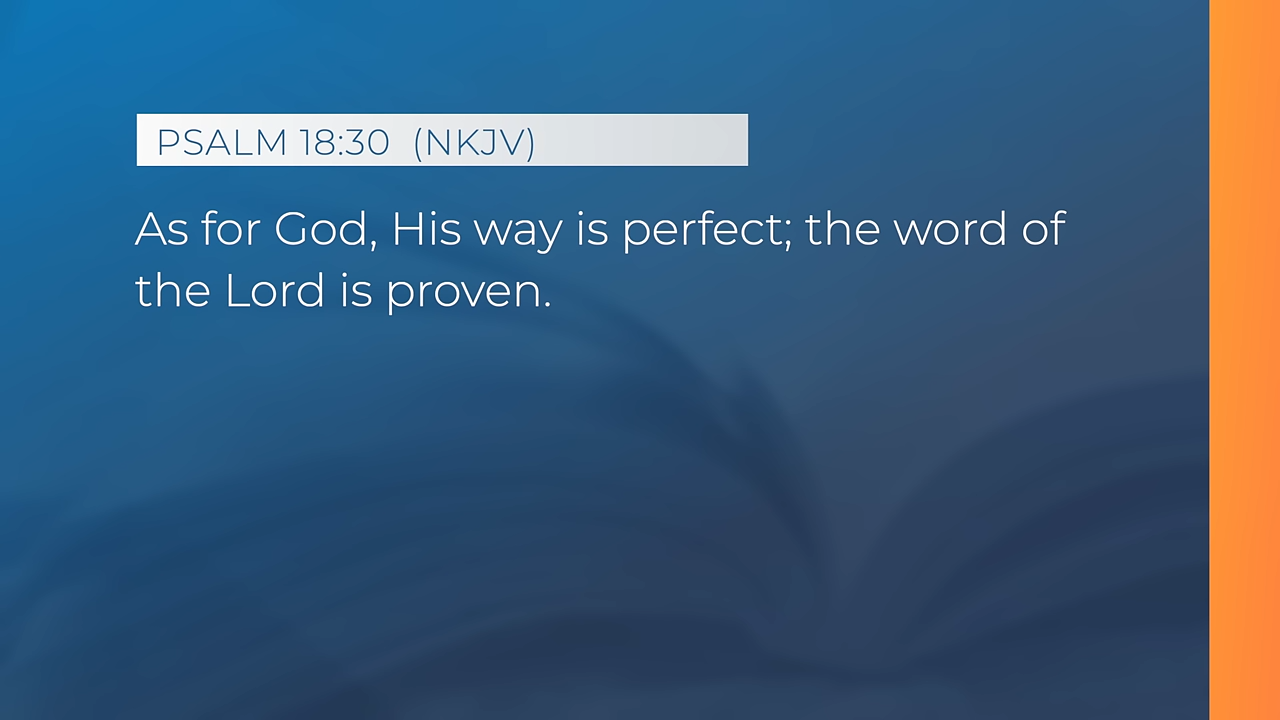 PSALM 18:30 (NKJV)
As for God, His way is perfect; the word of
the Lord is proven.